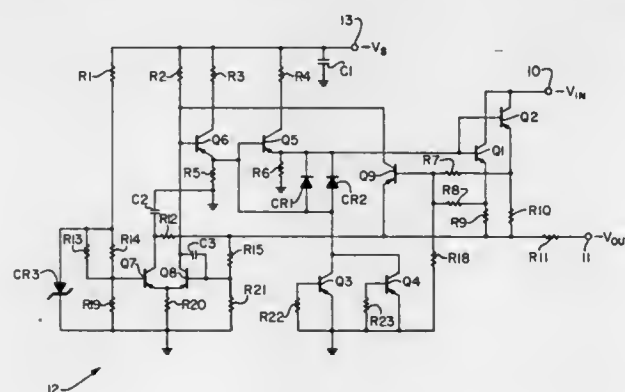 13
-Vs
R1
R2
R3
R4
C1
10
-VIN
Q2
Q6
Q5
Q1
R7
R5
R6
CR1
CR2
Q9
R8
R9
R10
C2
R12
R13
R14
C3
R15
R18
R11
-VOUT
11
CR3
Q7
Q8
Q3
Q4
R19
R20
R21
R22
R23
12